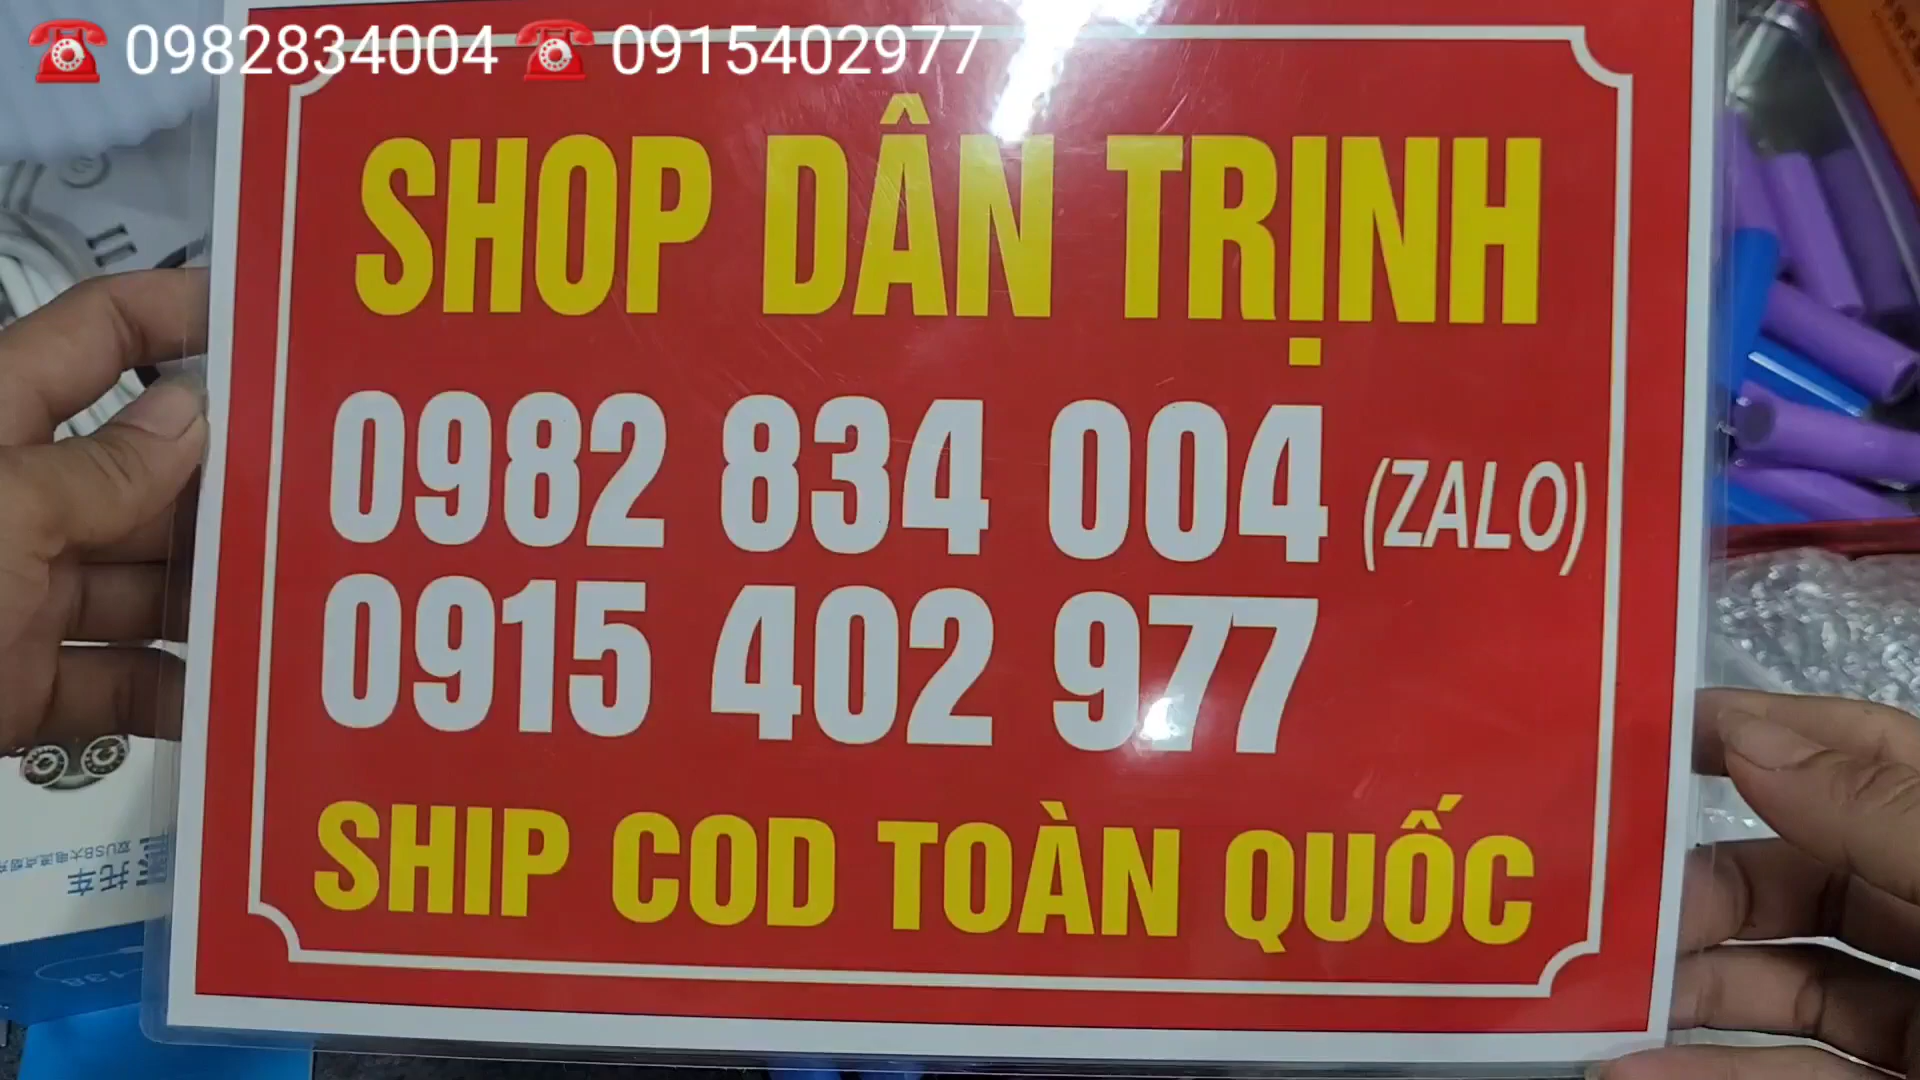 ☎️ 0982834004 ☎️ 0915402977
SHOP DÂN TRỊNH
0982 834 004 (ZALO)
0915 402 977
SHIP COD TOÀN QUỐC